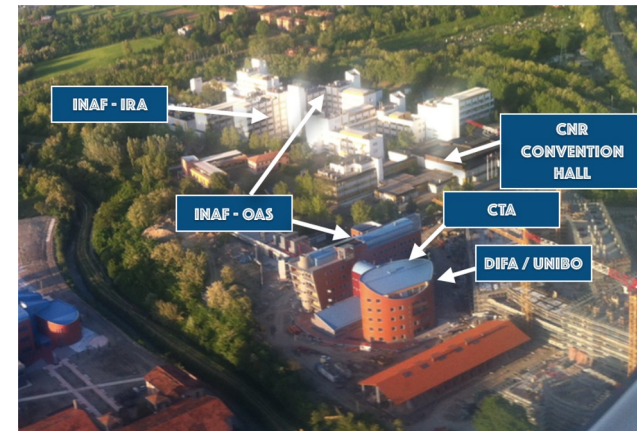 INAF - IRA
CNR
CONVENTION
HALL
INAF - OAS
CTA
DIFA / UNIBO